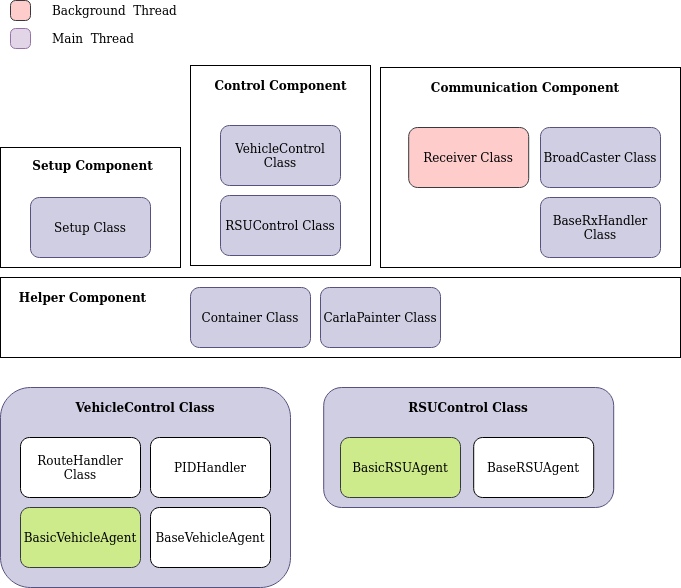 Background Thread
Main Thread
Control Component
VehicleControl
Class
RSUControl Class
Communication Component
Receiver Class
BroadCaster Class
BaseRxHandler
Class
Setup Component
Setup Class
Helper Component
Container Class
CarlaPainter Class
VehicleControl Class
RouteHandler
Class
PIDHandler
BasicVehicleAgent
BaseVehicleAgent
RSUControl Class
BasicRSUAgent
BaseRSUAgent